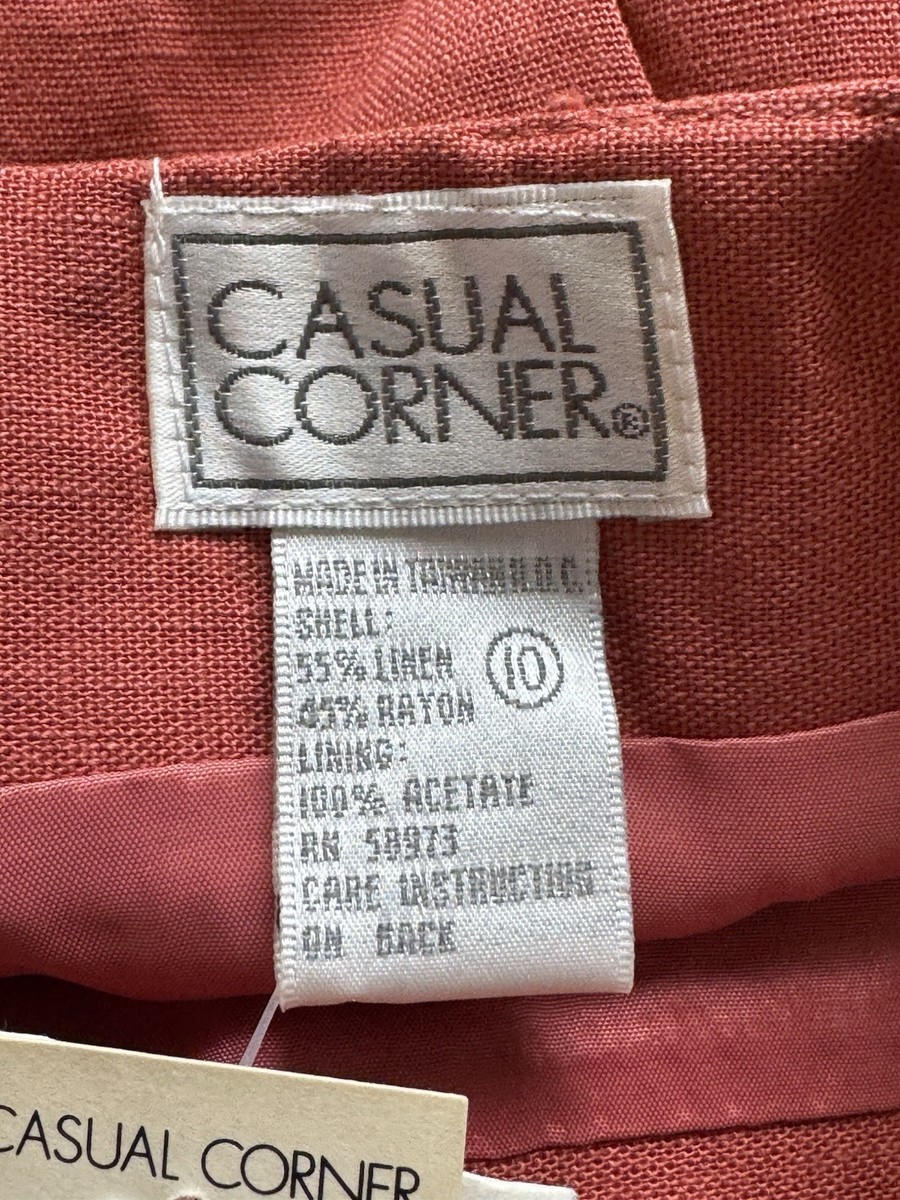 CASUAL
CORNER®
MADE IN TAIWAN R.O.C.
SHELL:
55% LINEN
45% RAYON
10
LINING:
100% ACETATE
RN 58973
CARE INSTRUCTION
ON BACK
CASUAL CORNER